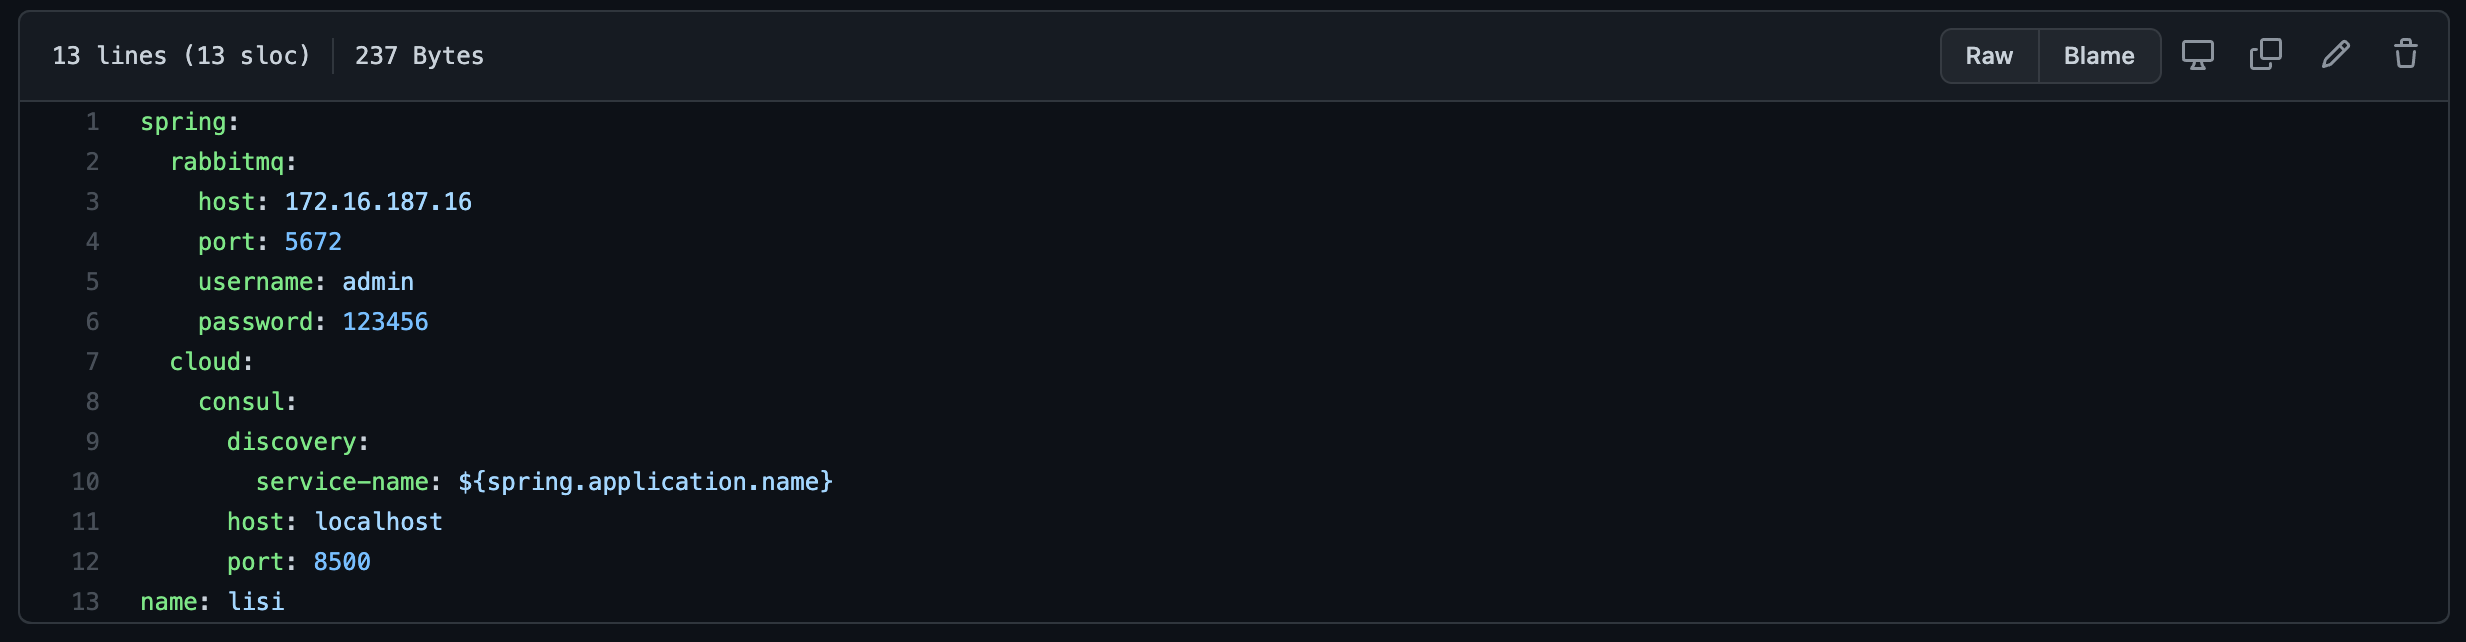 13 lines (13 sloc) 237 Bytes Raw Blame
1 spring:
2   rabbitmq:
3     host: 172.16.187.16
4     port: 5672
5     username: admin
6     password: 123456
7   cloud:
8     consul:
9       discovery:
10         service-name: ${spring.application.name}
11       host: localhost
12       port: 8500
13 name: lisi